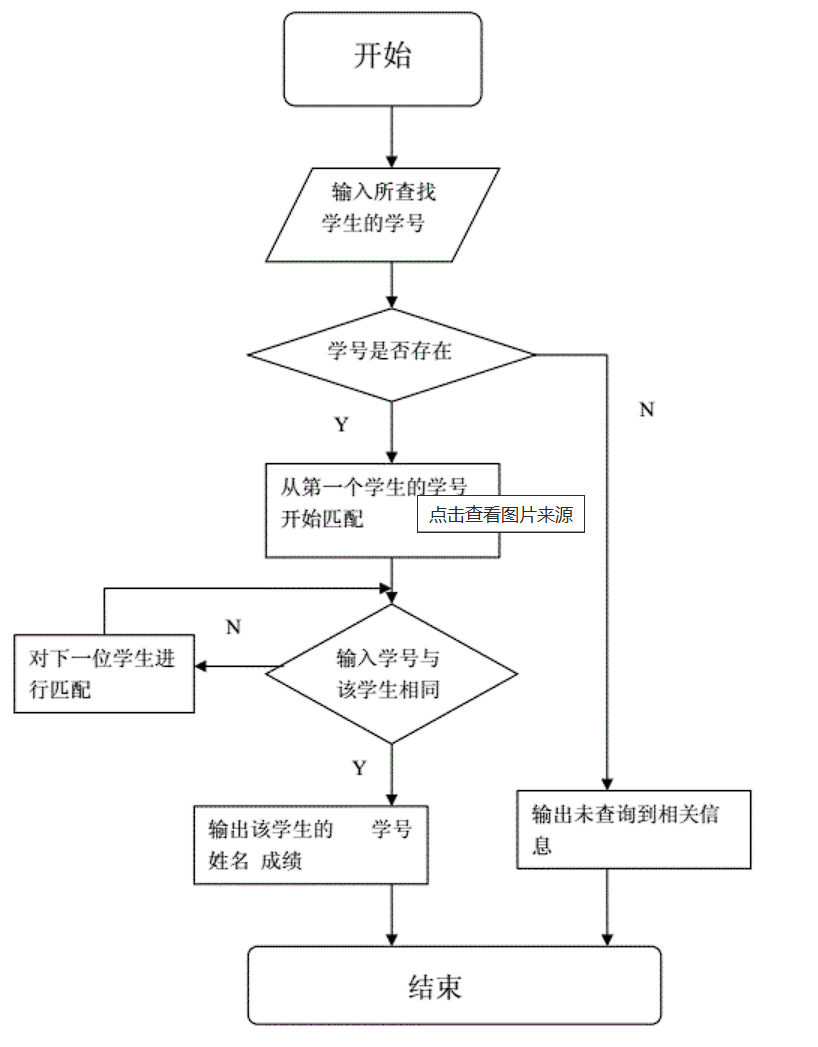 开始
输入所查找
学生的学号
学号是否存在
N
Y
从第一个学生的学号
开始匹配
点击查看图片来源
N
对下一位学生进
行匹配
输入学号与
该学生相同
Y
输出该学生的 学号
姓名 成绩
输出未查询到相关信
息
结束